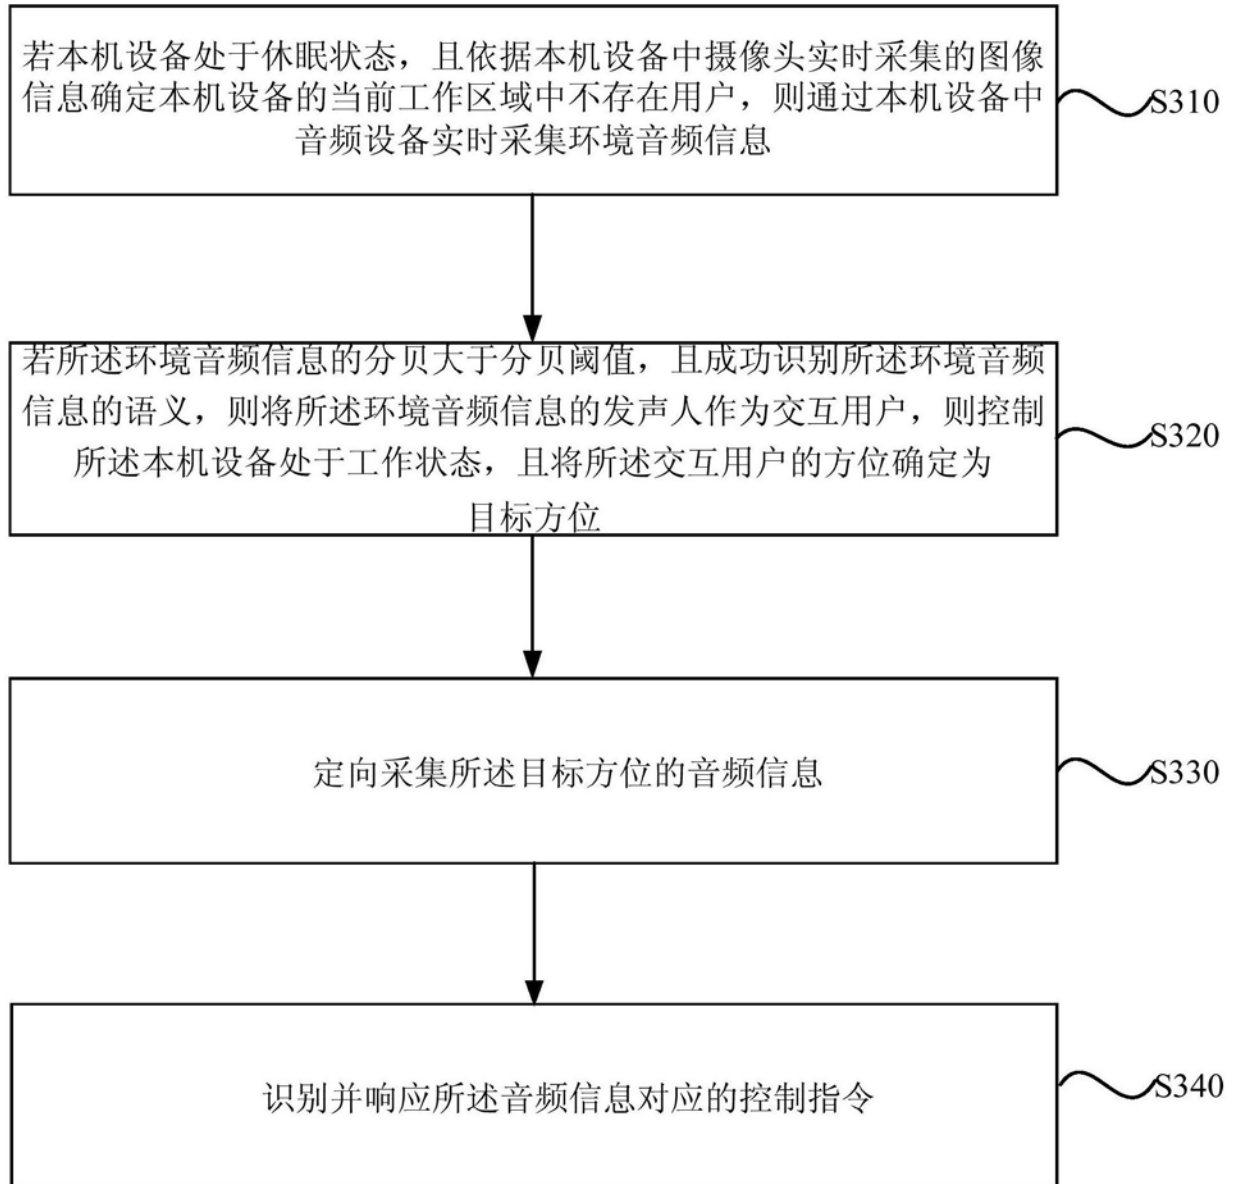 若本机设备处于休眠状态，且依据本机设备中摄像头实时采集的图像
信息确定本机设备的当前工作区域中不存在用户，则通过本机设备中
音频设备实时采集环境音频信息
S310
若所述环境音频信息的分贝大于分贝阈值，且成功识别所述环境音频
信息的语义，则将所述环境音频信息的发声人作为交互用户，则控制
所述本机设备处于工作状态，且将所述交互用户的方位确定为
目标方位
S320
定向采集所述目标方位的音频信息
S330
识别并响应所述音频信息对应的控制指令
S340